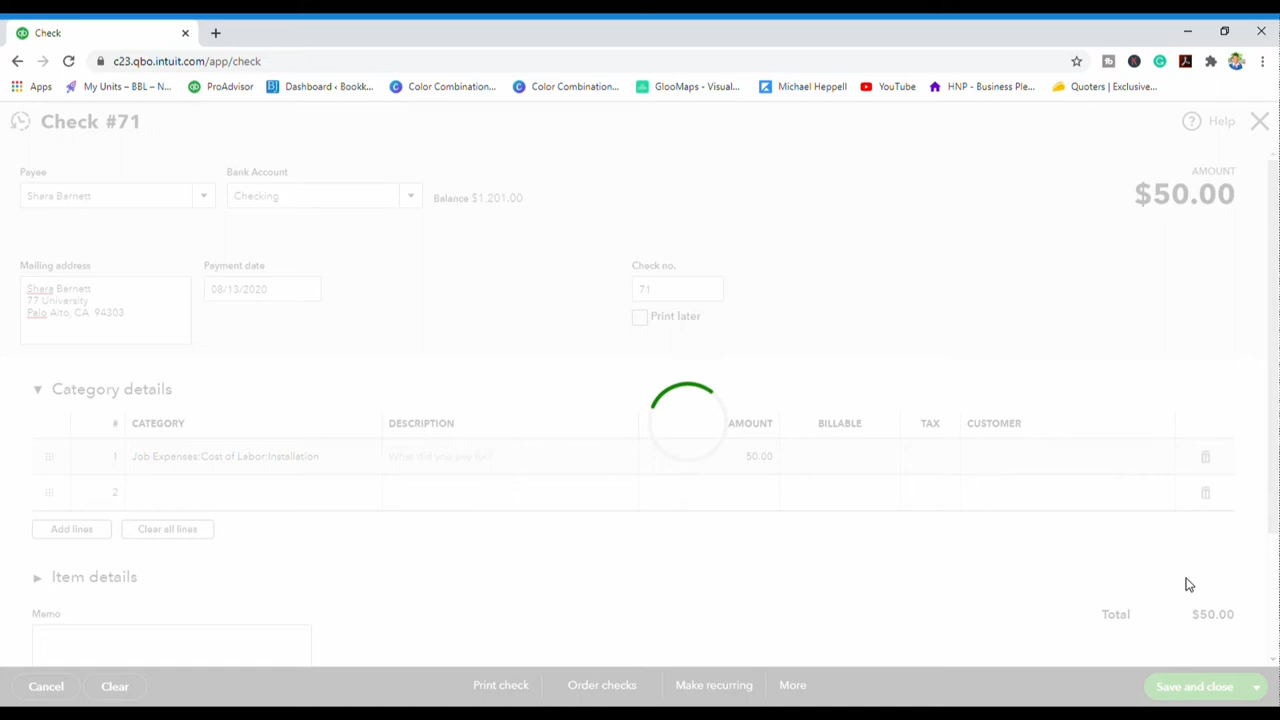 Check
c23.qbo.intuit.com/app/check
Apps My Units – BBL – N... ProAdvisor Dashboard ‹ Bookk... Color Combination... Color Combination... GlooMaps - Visual... Michael Heppell YouTube HNP - Business Ple... Quoters | Exclusive...
Check #71
Help
Payee
Bank Account
AMOUNT
Shara Barnett
Checking
Balance $1,201.00
$50.00
Mailing address
Payment date
Check no.
Shara Barnett
77 University
Palo Alto, CA 94303
08/13/2020
71
Print later
Category details
# CATEGORY DESCRIPTION AMOUNT BILLABLE TAX CUSTOMER
1 Job Expenses:Cost of Labor:Installation What did you pay for? 50.00
2
Add lines Clear all lines
Item details
Memo
Total $50.00
Cancel Clear Print check Order checks Make recurring More Save and close